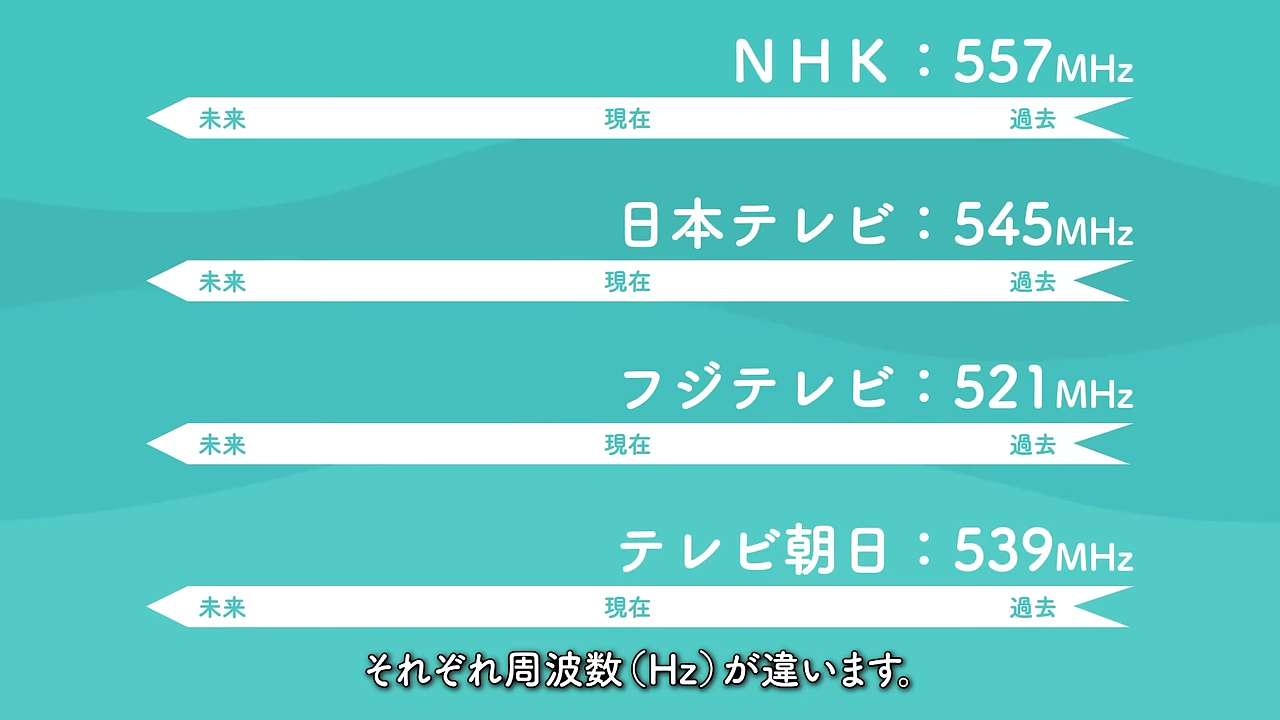 NHK：557MHz
未来 現在 過去
日本テレビ：545MHz
未来 現在 過去
フジテレビ：521MHz
未来 現在 過去
テレビ朝日：539MHz
未来 現在 過去
それぞれ周波数（Hz）が違います。